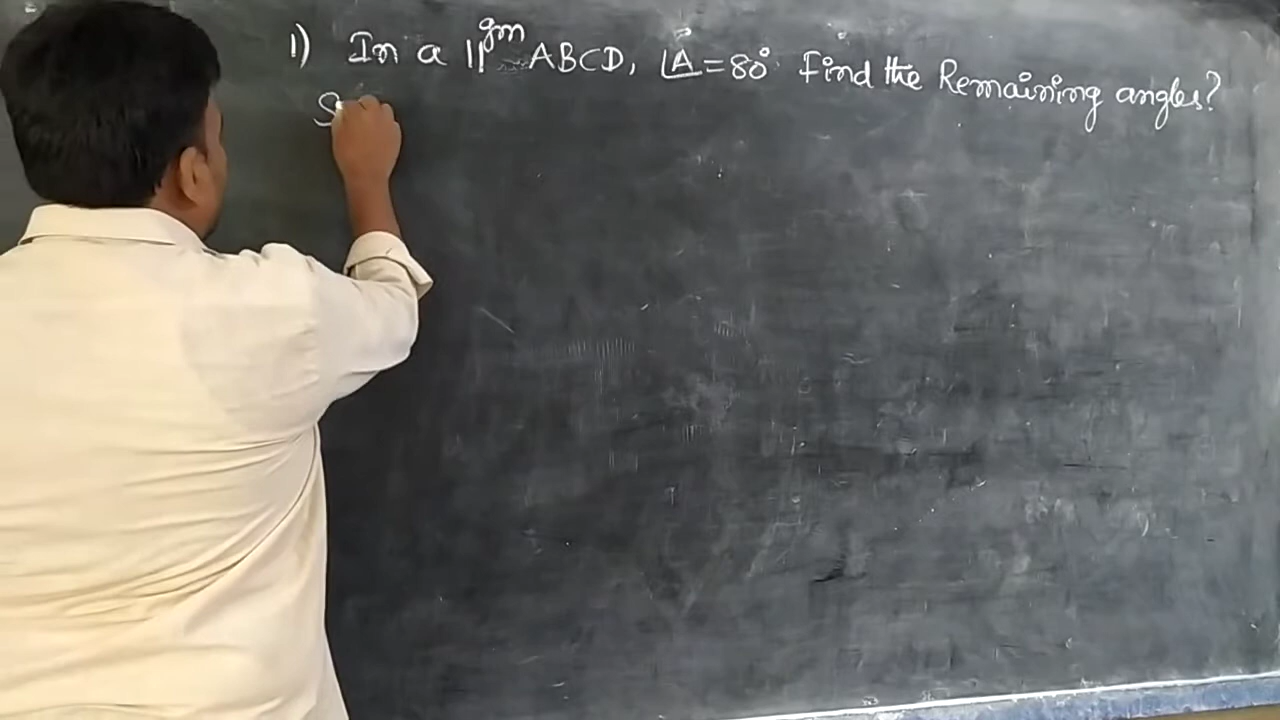 1) In a ||gm ABCD, ∠A = 80° find the Remaining angles?
S